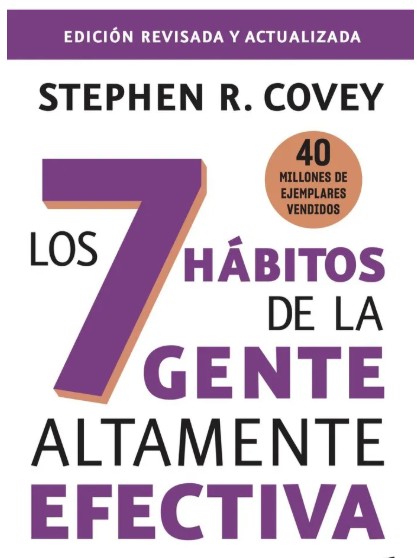 EDICIÓN REVISADA Y ACTUALIZADA
STEPHEN R. COVEY
40
MILLONES DE
EJEMPLARES
VENDIDOS
LOS 7 HÁBITOS
DE LA
GENTE
ALTAMENTE
EFECTIVA